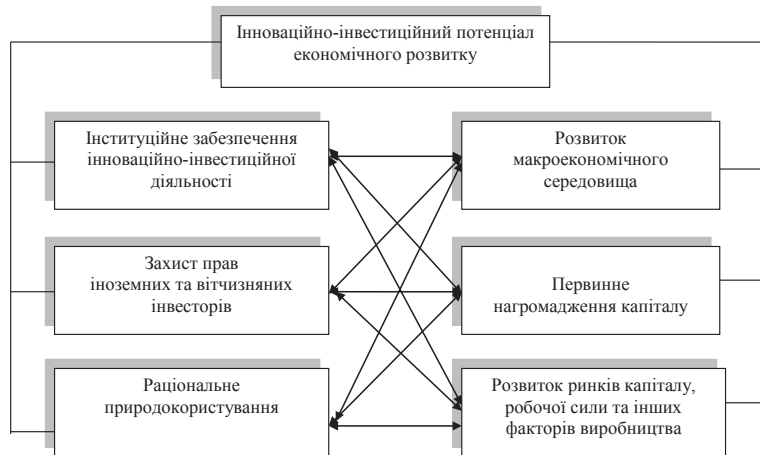 Інноваційно-інвестиційний потенціал
економічного розвитку
Інституційне забезпечення
інноваційно-інвестиційної
діяльності
Розвиток
макроекономічного
середовища
Захист прав
іноземних та вітчизняних
інвесторів
Первинне
нагромадження капіталу
Раціональне
природокористування
Розвиток ринків капіталу,
робочої сили та інших
факторів виробництва